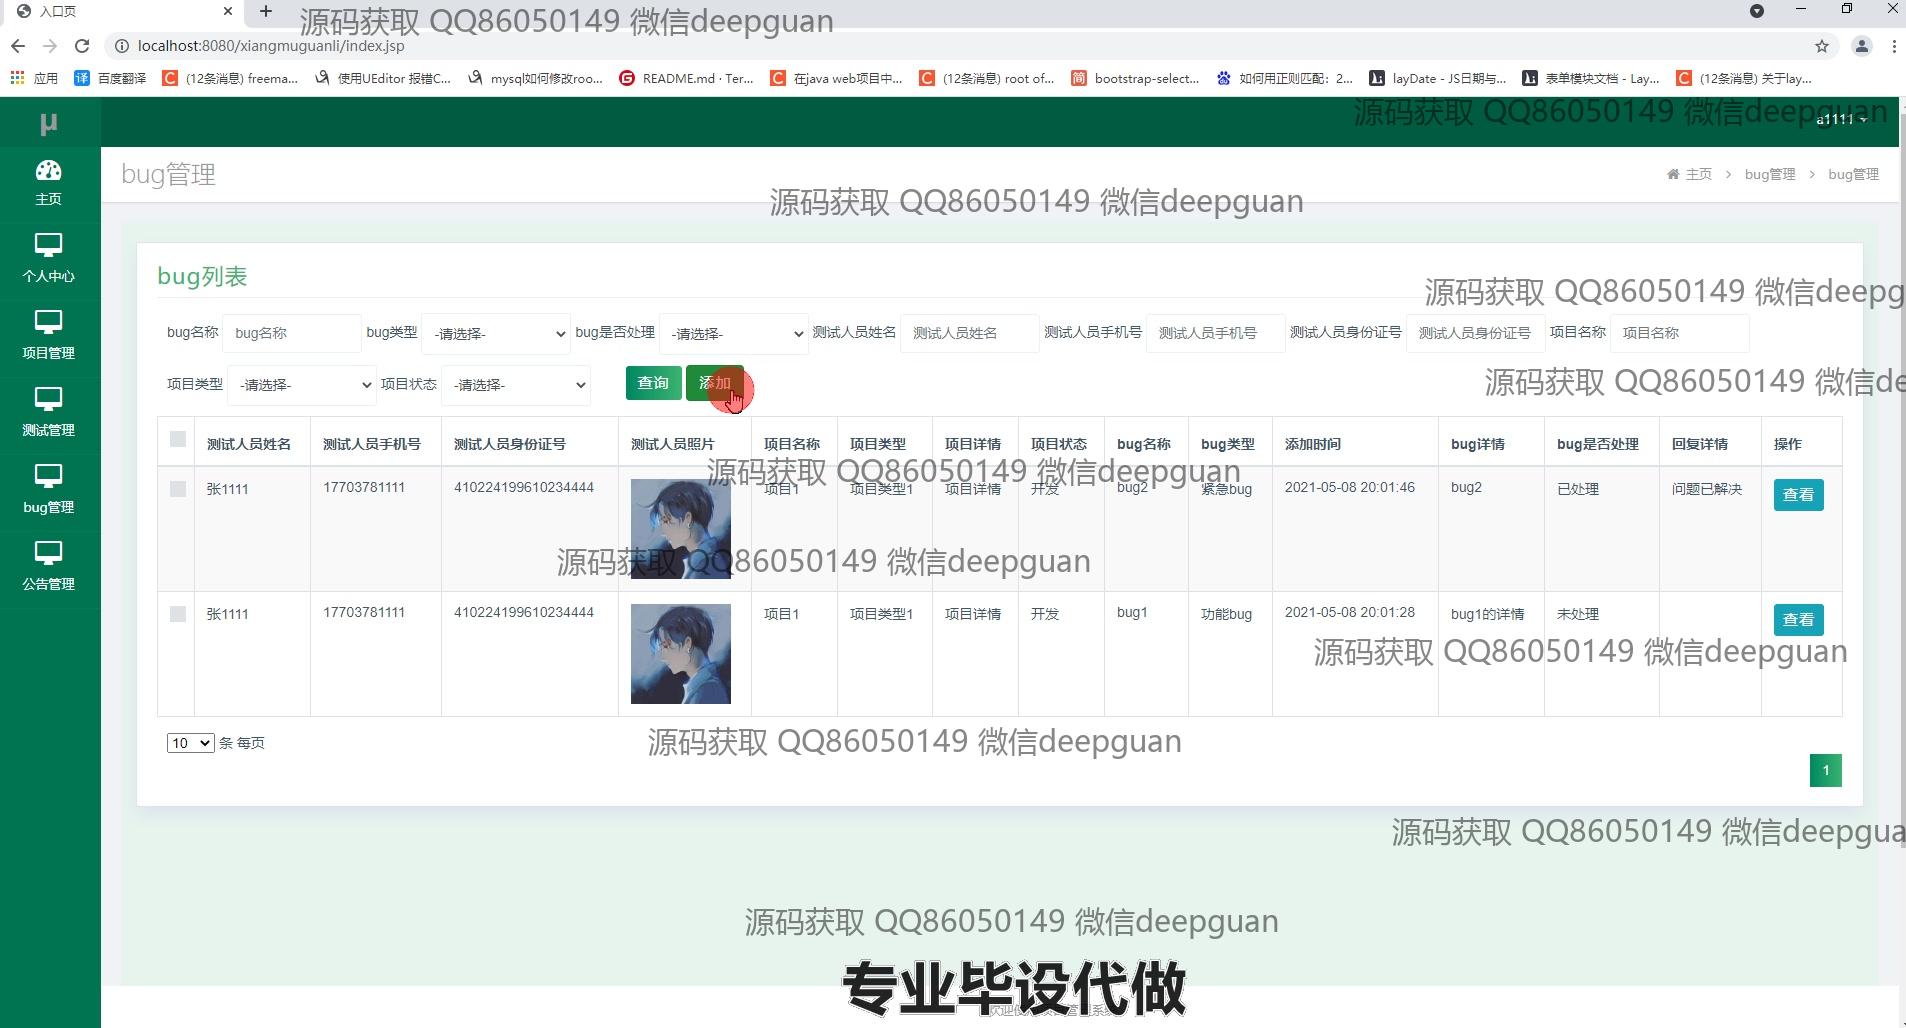 入口页
源码获取 QQ86050149 微信deepguan
localhost:8080/xiangmuguanli/index.jsp
应用 百度翻译 (12条消息) freema... 使用UEditor 报错C... mysql如何修改roo... README.md · Ter... 在java web项目中... (12条消息) root of... bootstrap-select... 如何用正则匹配：2... layDate - JS日期与... 表单模块文档 - Lay... (12条消息) 关于lay...
μ
源码获取 QQ86050149 微信deepguan
a1111
主页
bug管理
主页 > bug管理 > bug管理
源码获取 QQ86050149 微信deepguan
个人中心
项目管理
测试管理
bug管理
公告管理
bug列表
源码获取 QQ86050149 微信deepg
bug名称 bug名称 bug类型 -请选择- bug是否处理 -请选择- 测试人员姓名 测试人员姓名 测试人员手机号 测试人员手机号 测试人员身份证号 测试人员身份证号 项目名称 项目名称
项目类型 -请选择- 项目状态 -请选择- 查询 添加
源码获取 QQ86050149 微信de
测试人员姓名 测试人员手机号 测试人员身份证号 测试人员照片 项目名称 项目类型 项目详情 项目状态 bug名称 bug类型 添加时间 bug详情 bug是否处理 回复详情 操作
源码获取 QQ86050149 微信deepguan
张1111 17703781111 410224199610234444 项目1 项目类型1 项目详情 开发 bug2 紧急bug 2021-05-08 20:01:46 bug2 已处理 问题已解决 查看
源码获取 QQ86050149 微信deepguan
张1111 17703781111 410224199610234444 项目1 项目类型1 项目详情 开发 bug1 功能bug 2021-05-08 20:01:28 bug1的详情 未处理 查看
源码获取 QQ86050149 微信deepguan
10 条 每页
源码获取 QQ86050149 微信deepguan
1
源码获取 QQ86050149 微信deepgua
源码获取 QQ86050149 微信deepguan
专业毕设代做